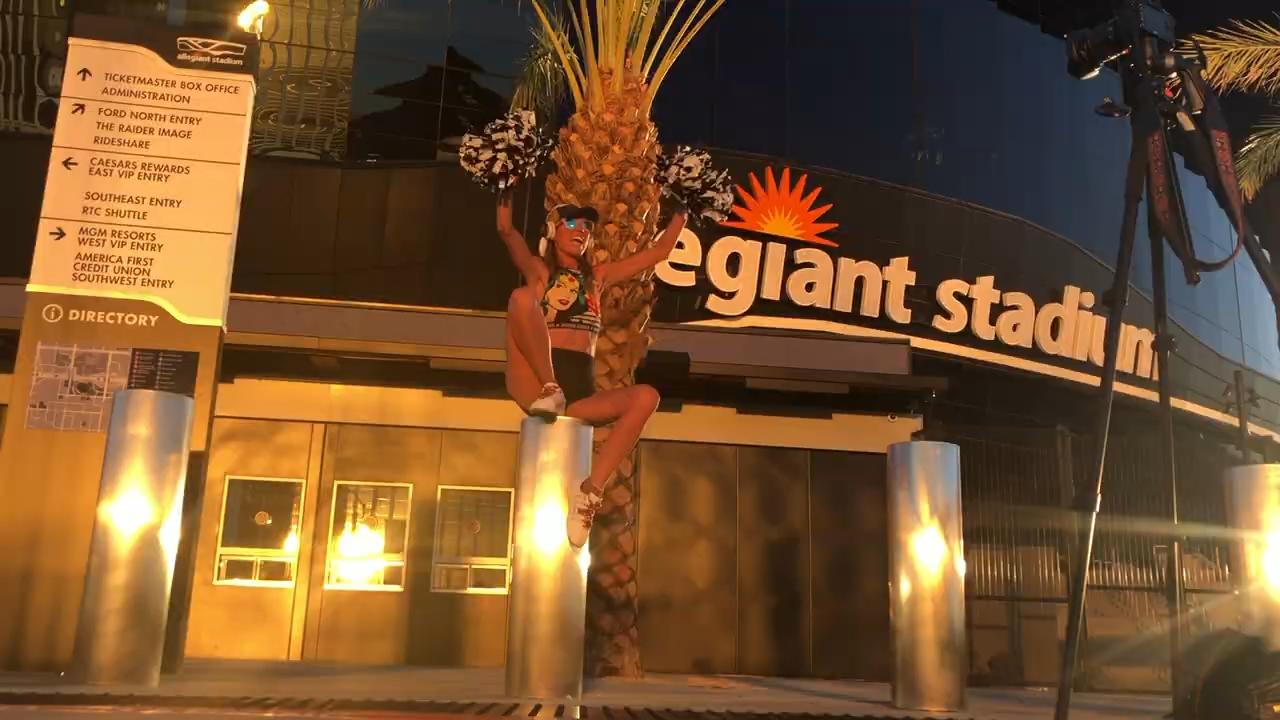 allegiant stadium
TICKETMASTER BOX OFFICE
ADMINISTRATION
FORD NORTH ENTRY
THE RAIDER IMAGE
RIDESHARE
CAESARS REWARDS
EAST VIP ENTRY
SOUTHEAST ENTRY
RTC SHUTTLE
MGM RESORTS
WEST VIP ENTRY
AMERICA FIRST
CREDIT UNION
SOUTHWEST ENTRY
i DIRECTORY
egiant stadium